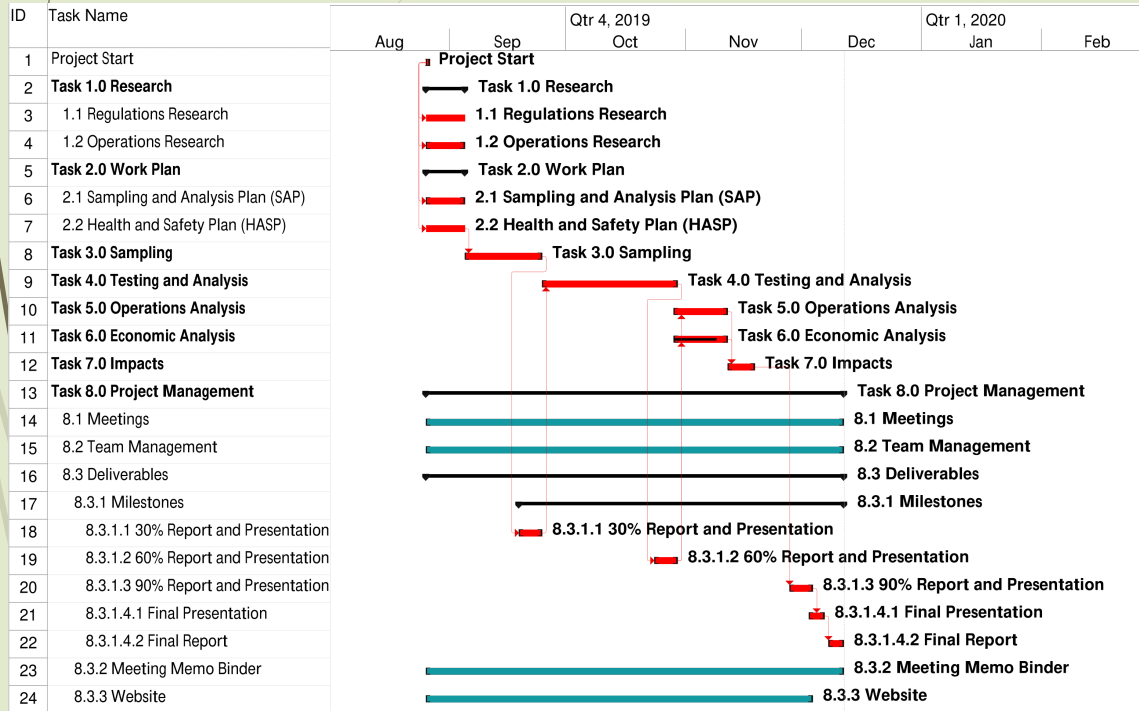 ID Task Name Qtr 4, 2019 Qtr 1, 2020
Aug Sep Oct Nov Dec Jan Feb
1 Project Start Project Start
2 Task 1.0 Research Task 1.0 Research
3 1.1 Regulations Research 1.1 Regulations Research
4 1.2 Operations Research 1.2 Operations Research
5 Task 2.0 Work Plan Task 2.0 Work Plan
6 2.1 Sampling and Analysis Plan (SAP) 2.1 Sampling and Analysis Plan (SAP)
7 2.2 Health and Safety Plan (HASP) 2.2 Health and Safety Plan (HASP)
8 Task 3.0 Sampling Task 3.0 Sampling
9 Task 4.0 Testing and Analysis Task 4.0 Testing and Analysis
10 Task 5.0 Operations Analysis Task 5.0 Operations Analysis
11 Task 6.0 Economic Analysis Task 6.0 Economic Analysis
12 Task 7.0 Impacts Task 7.0 Impacts
13 Task 8.0 Project Management Task 8.0 Project Management
14 8.1 Meetings 8.1 Meetings
15 8.2 Team Management 8.2 Team Management
16 8.3 Deliverables 8.3 Deliverables
17 8.3.1 Milestones 8.3.1 Milestones
18 8.3.1.1 30% Report and Presentation 8.3.1.1 30% Report and Presentation
19 8.3.1.2 60% Report and Presentation 8.3.1.2 60% Report and Presentation
20 8.3.1.3 90% Report and Presentation 8.3.1.3 90% Report and Presentation
21 8.3.1.4.1 Final Presentation 8.3.1.4.1 Final Presentation
22 8.3.1.4.2 Final Report 8.3.1.4.2 Final Report
23 8.3.2 Meeting Memo Binder 8.3.2 Meeting Memo Binder
24 8.3.3 Website 8.3.3 Website